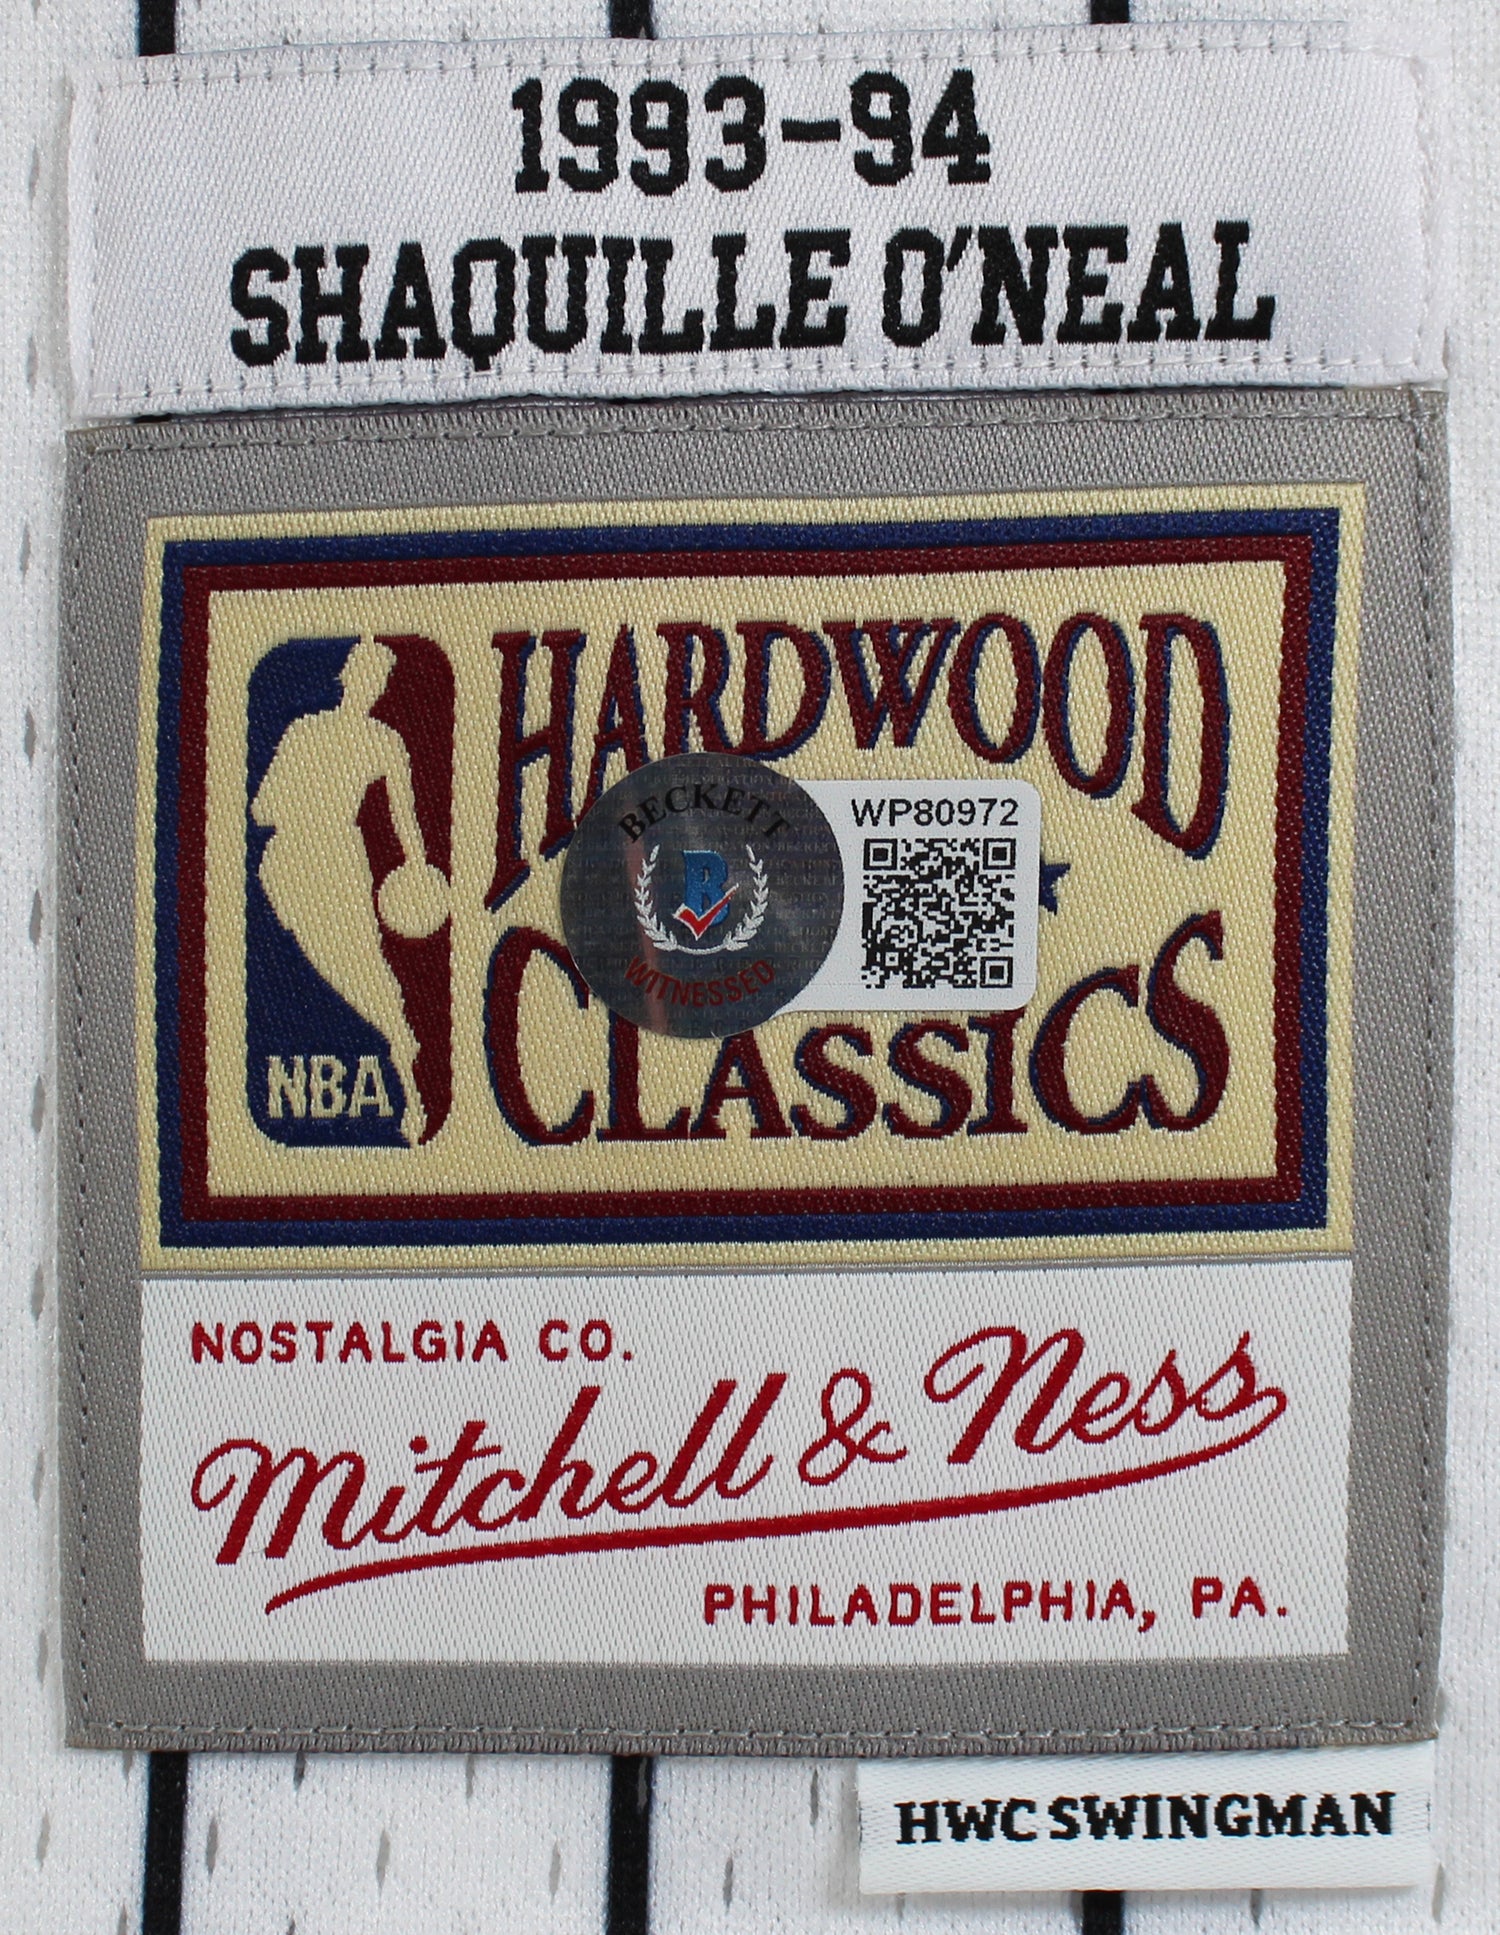 1993-94
SHAQUILLE O'NEAL
HARDWOOD
BECKETT
B
WITNESSED
WP80972
CLASSICS
NBA
NOSTALGIA CO.
Mitchell & Ness
PHILADELPHIA, PA.
HWC SWINGMAN